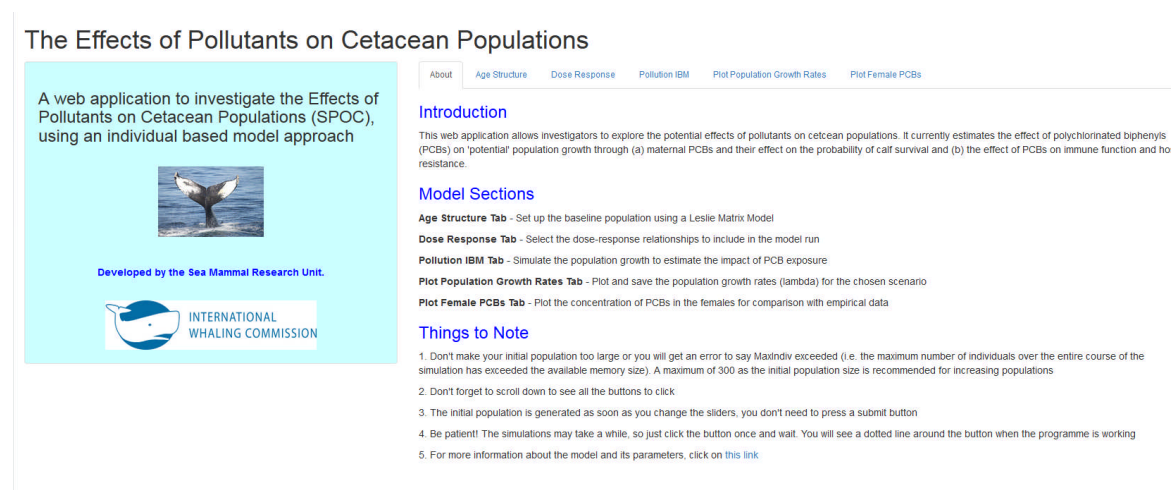 The Effects of Pollutants on Cetacean Populations
A web application to investigate the Effects of
Pollutants on Cetacean Populations (SPOC),
using an individual based model approach
Developed by the Sea Mammal Research Unit.
INTERNATIONAL
WHALING COMMISSION
About Age Structure Dose Response Pollution IBM Plot Population Growth Rates Plot Female PCBs
Introduction
This web application allows investigators to explore the potential effects of pollutants on cetcean populations. It currently estimates the effect of polychlorinated biphenyls
(PCBs) on 'potential' population growth through (a) maternal PCBs and their effect on the probability of calf survival and (b) the effect of PCBs on immune function and
resistance.
Model Sections
Age Structure Tab - Set up the baseline population using a Leslie Matrix Model
Dose Response Tab - Select the dose-response relationships to include in the model run
Pollution IBM Tab - Simulate the population growth to estimate the impact of PCB exposure
Plot Population Growth Rates Tab - Plot and save the population growth rates (lambda) for the chosen scenario
Plot Female PCBs Tab - Plot the concentration of PCBs in the females for comparison with empirical data
Things to Note
1. Don't make your initial population too large or you will get an error to say MaxIndiv exceeded (i.e. the maximum number of individuals over the entire course of the
simulation has exceeded the available memory size). A maximum of 300 as the initial population size is recommended for increasing populations
2. Don't forget to scroll down to see all the buttons to click
3. The initial population is generated as soon as you change the sliders, you don't need to press a submit button
4. Be patient! The simulations may take a while, so just click the button once and wait. You will see a dotted line around the button when the programme is working
5. For more information about the model and its parameters, click on this link